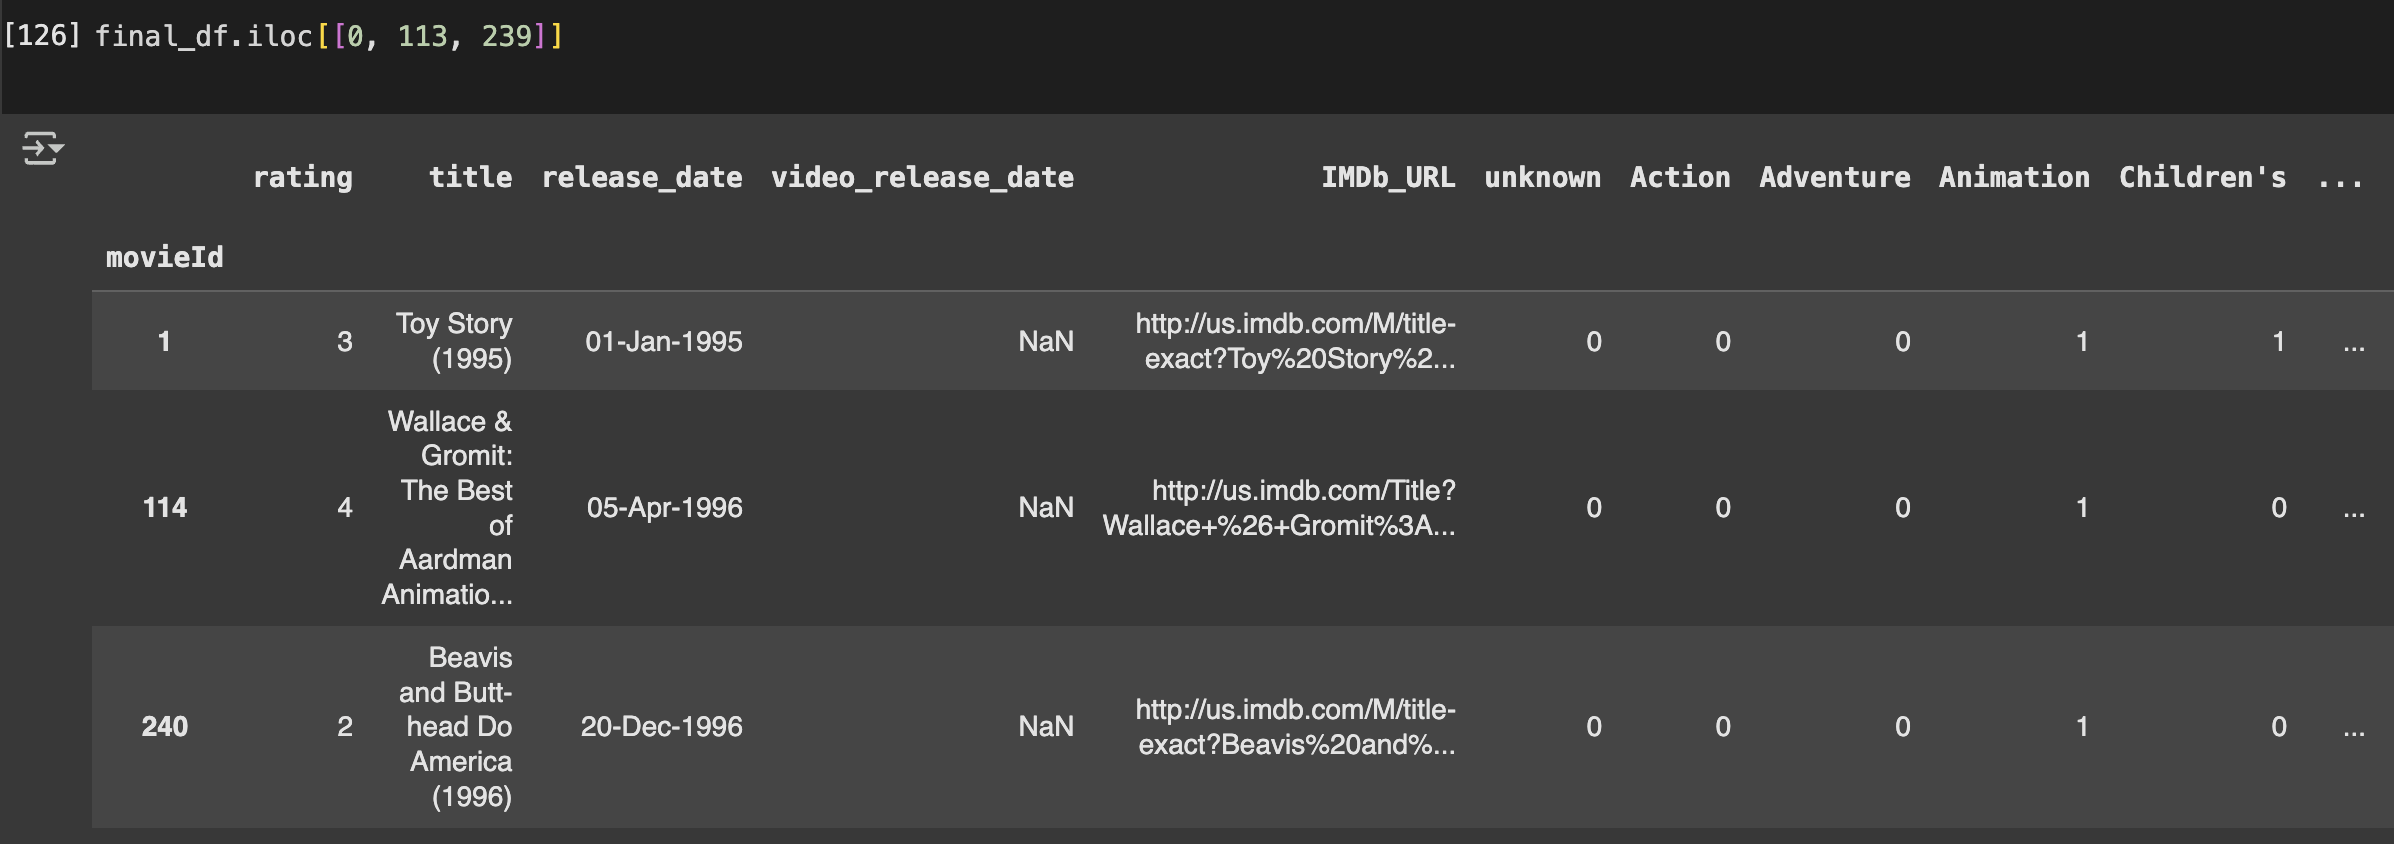 [126] final_df.iloc[[0, 113, 239]]
rating title release_date video_release_date IMDb_URL unknown Action Adventure Animation Children's ...
movieId
1 3 Toy Story (1995) 01-Jan-1995 NaN http://us.imdb.com/M/title-exact?Toy%20Story%2... 0 0 0 1 1 ...
114 4 Wallace & Gromit: The Best of Aardman Animatio... 05-Apr-1996 NaN http://us.imdb.com/Title?Wallace+%26+Gromit%3A... 0 0 0 1 0 ...
240 2 Beavis and Butt-head Do America (1996) 20-Dec-1996 NaN http://us.imdb.com/M/title-exact?Beavis%20and%... 0 0 0 1 0 ...